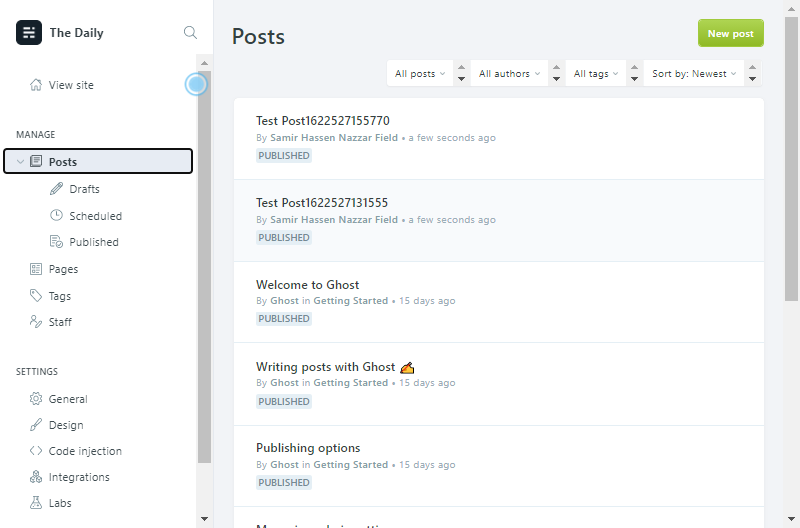 The Daily
View site
MANAGE
Posts
Drafts
Scheduled
Published
Pages
Tags
Staff
SETTINGS
General
Design
Code injection
Integrations
Labs
Posts
New post
All posts
All authors
All tags
Sort by: Newest
Test Post1622527155770
By Samir Hassen Nazzar Field • a few seconds ago
PUBLISHED
Test Post1622527131555
By Samir Hassen Nazzar Field • a few seconds ago
PUBLISHED
Welcome to Ghost
By Ghost in Getting Started • 15 days ago
PUBLISHED
Writing posts with Ghost ✍️
By Ghost in Getting Started • 15 days ago
PUBLISHED
Publishing options
By Ghost in Getting Started • 15 days ago
PUBLISHED